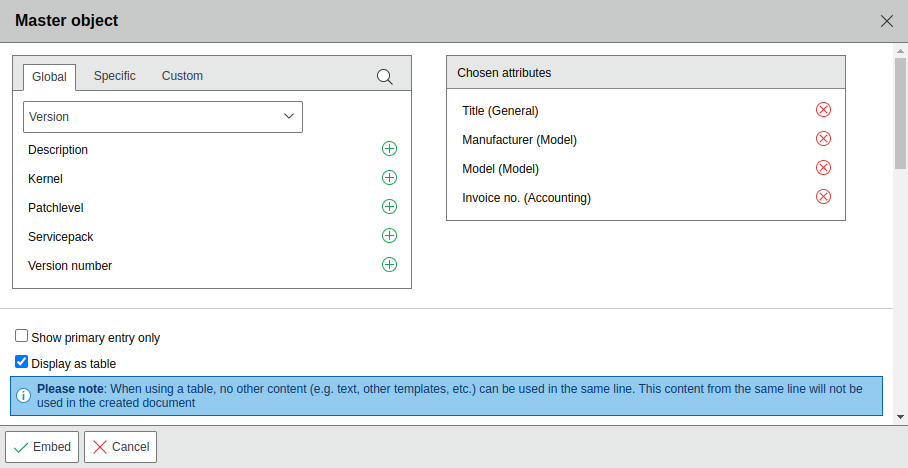 Master object
Global Specific Custom
Version
Description
Kernel
Patchlevel
Servicepack
Version number
Chosen attributes
Title (General)
Manufacturer (Model)
Model (Model)
Invoice no. (Accounting)
Show primary entry only
Display as table
Please note: When using a table, no other content (e.g. text, other templates, etc.) can be used in the same line. This content from the same line will not be
used in the created document
Embed Cancel